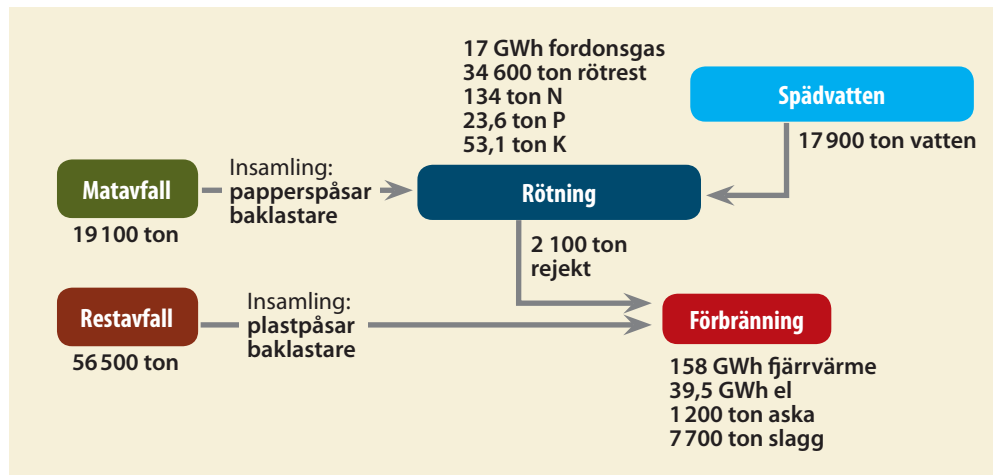 17 GWh fordonsgas
34 600 ton rötrest
134 ton N
23,6 ton P
53,1 ton K
Spädvatten
17 900 ton vatten
Matavfall
19 100 ton
Insamling:
papperspåsar
baklastare
Rötning
2 100 ton
rejekt
Restavfall
56 500 ton
Insamling:
plastpåsar
baklastare
Förbränning
158 GWh fjärrvärme
39,5 GWh el
1 200 ton aska
7 700 ton slagg